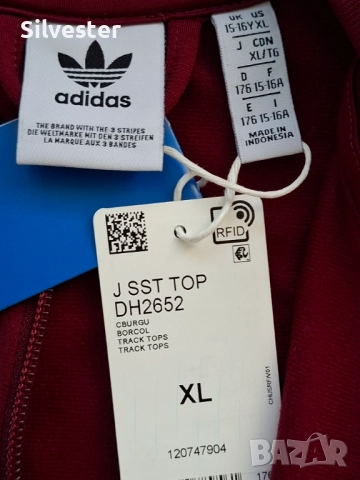 Silvester.
adidas
THE BRAND WITH THE 3 STRIPES
DIE WELTMARKE MIT DEN 3 STREIFEN
LA MARQUE AUX 3 BANDES
UK US
15-16Y XL
J CDN
XL/TG
D F
176 15-16A
E I
176 15-16A
MADE IN
INDONESIA
RFID
J SST TOP
DH2652
CBURGU
BORCOL
TRACK TOPS
TRACK TOPS
XL
CHUSRFIV01
120747904
176
BAZAR